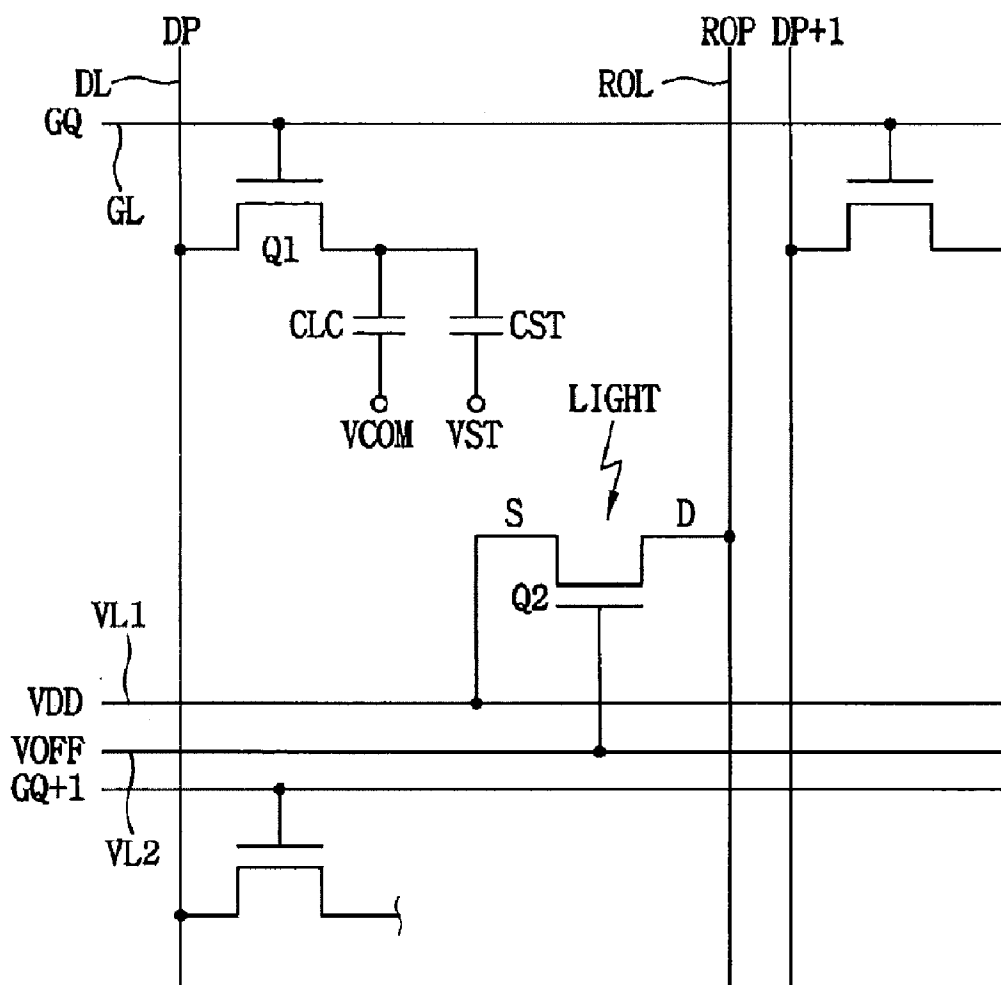 DP ROP DP+1
DL ROL
GQ
GL
Q1
CLC CST
LIGHT
VCOM VST
S D
Q2
VL1
VDD
VOFF
GQ+1
VL2